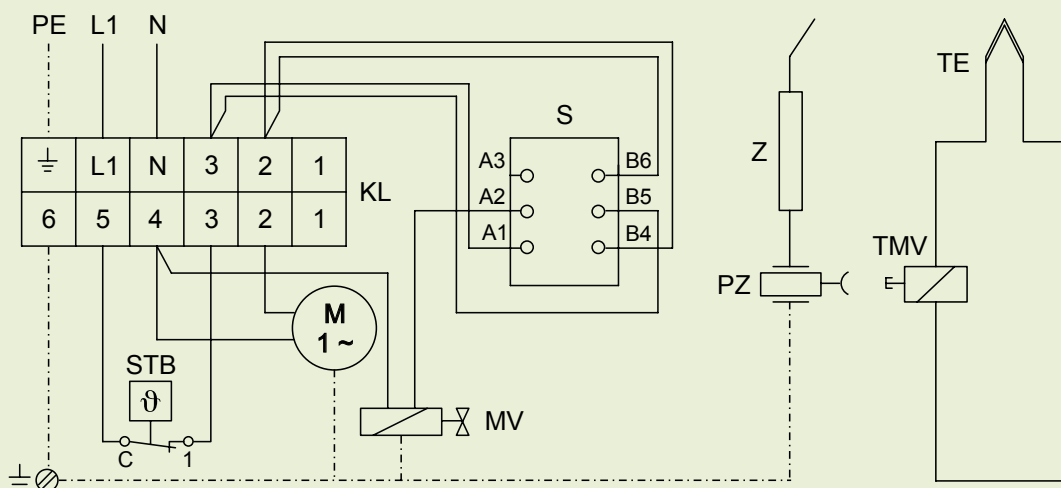 PE L1 N
TE
S
L1 N 3 2 1
A3 B6
Z
KL
A2 B5
6 5 4 3 2 1
A1 B4
TMV
PZ
M
1 ~
STB
ϑ
MV
C 1